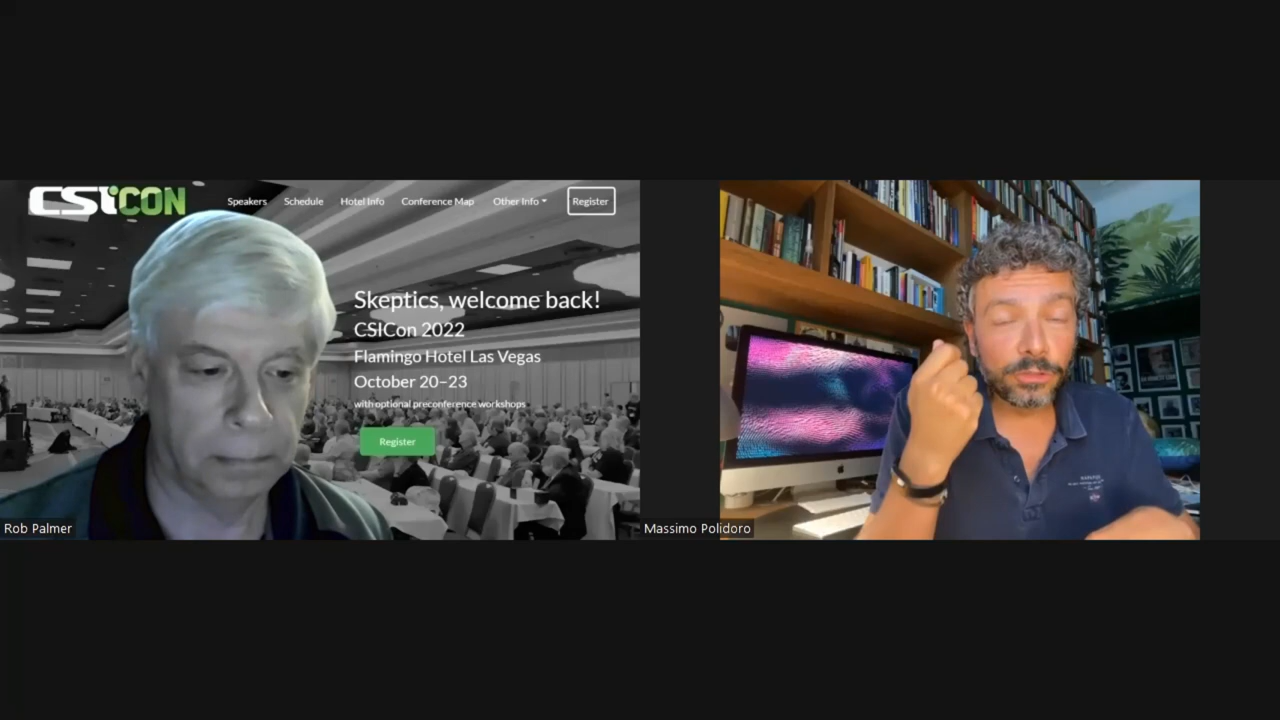 CSICON
Speakers Schedule Hotel Info Conference Map Other Info Register
Skeptics, welcome back!
CSICon 2022
Flamingo Hotel Las Vegas
October 20–23
with optional preconference workshops
Register
Rob Palmer
Massimo Polidoro